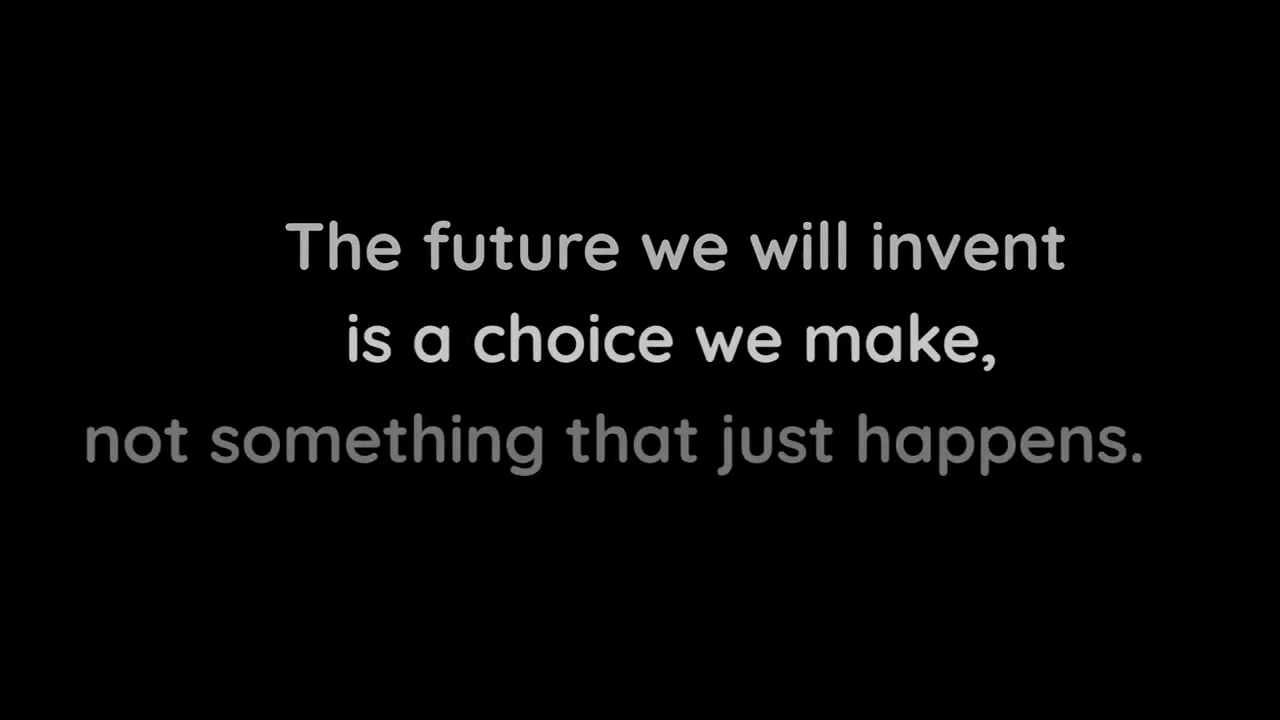 The future we will invent
is a choice we make,
not something that just happens.